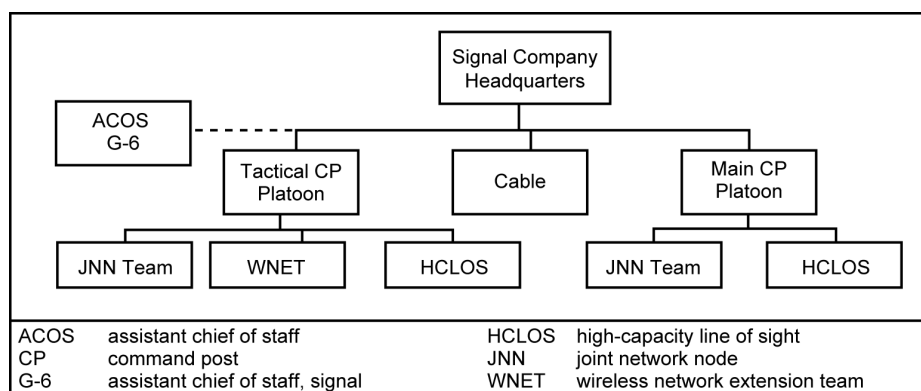 Signal Company
Headquarters
ACOS
G-6
Tactical CP
Platoon
Cable
Main CP
Platoon
JNN Team
WNET
HCLOS
JNN Team
HCLOS
ACOS assistant chief of staff
CP command post
G-6 assistant chief of staff, signal
HCLOS high-capacity line of sight
JNN joint network node
WNET wireless network extension team